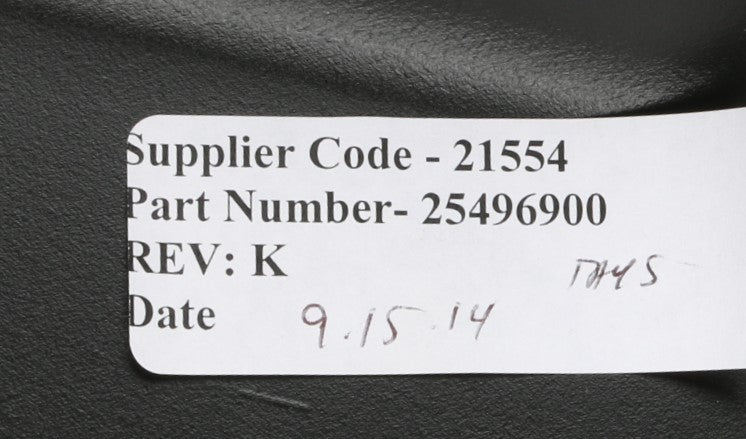 Supplier Code - 21554
Part Number- 25496900
REV: K
Date 9.15.14